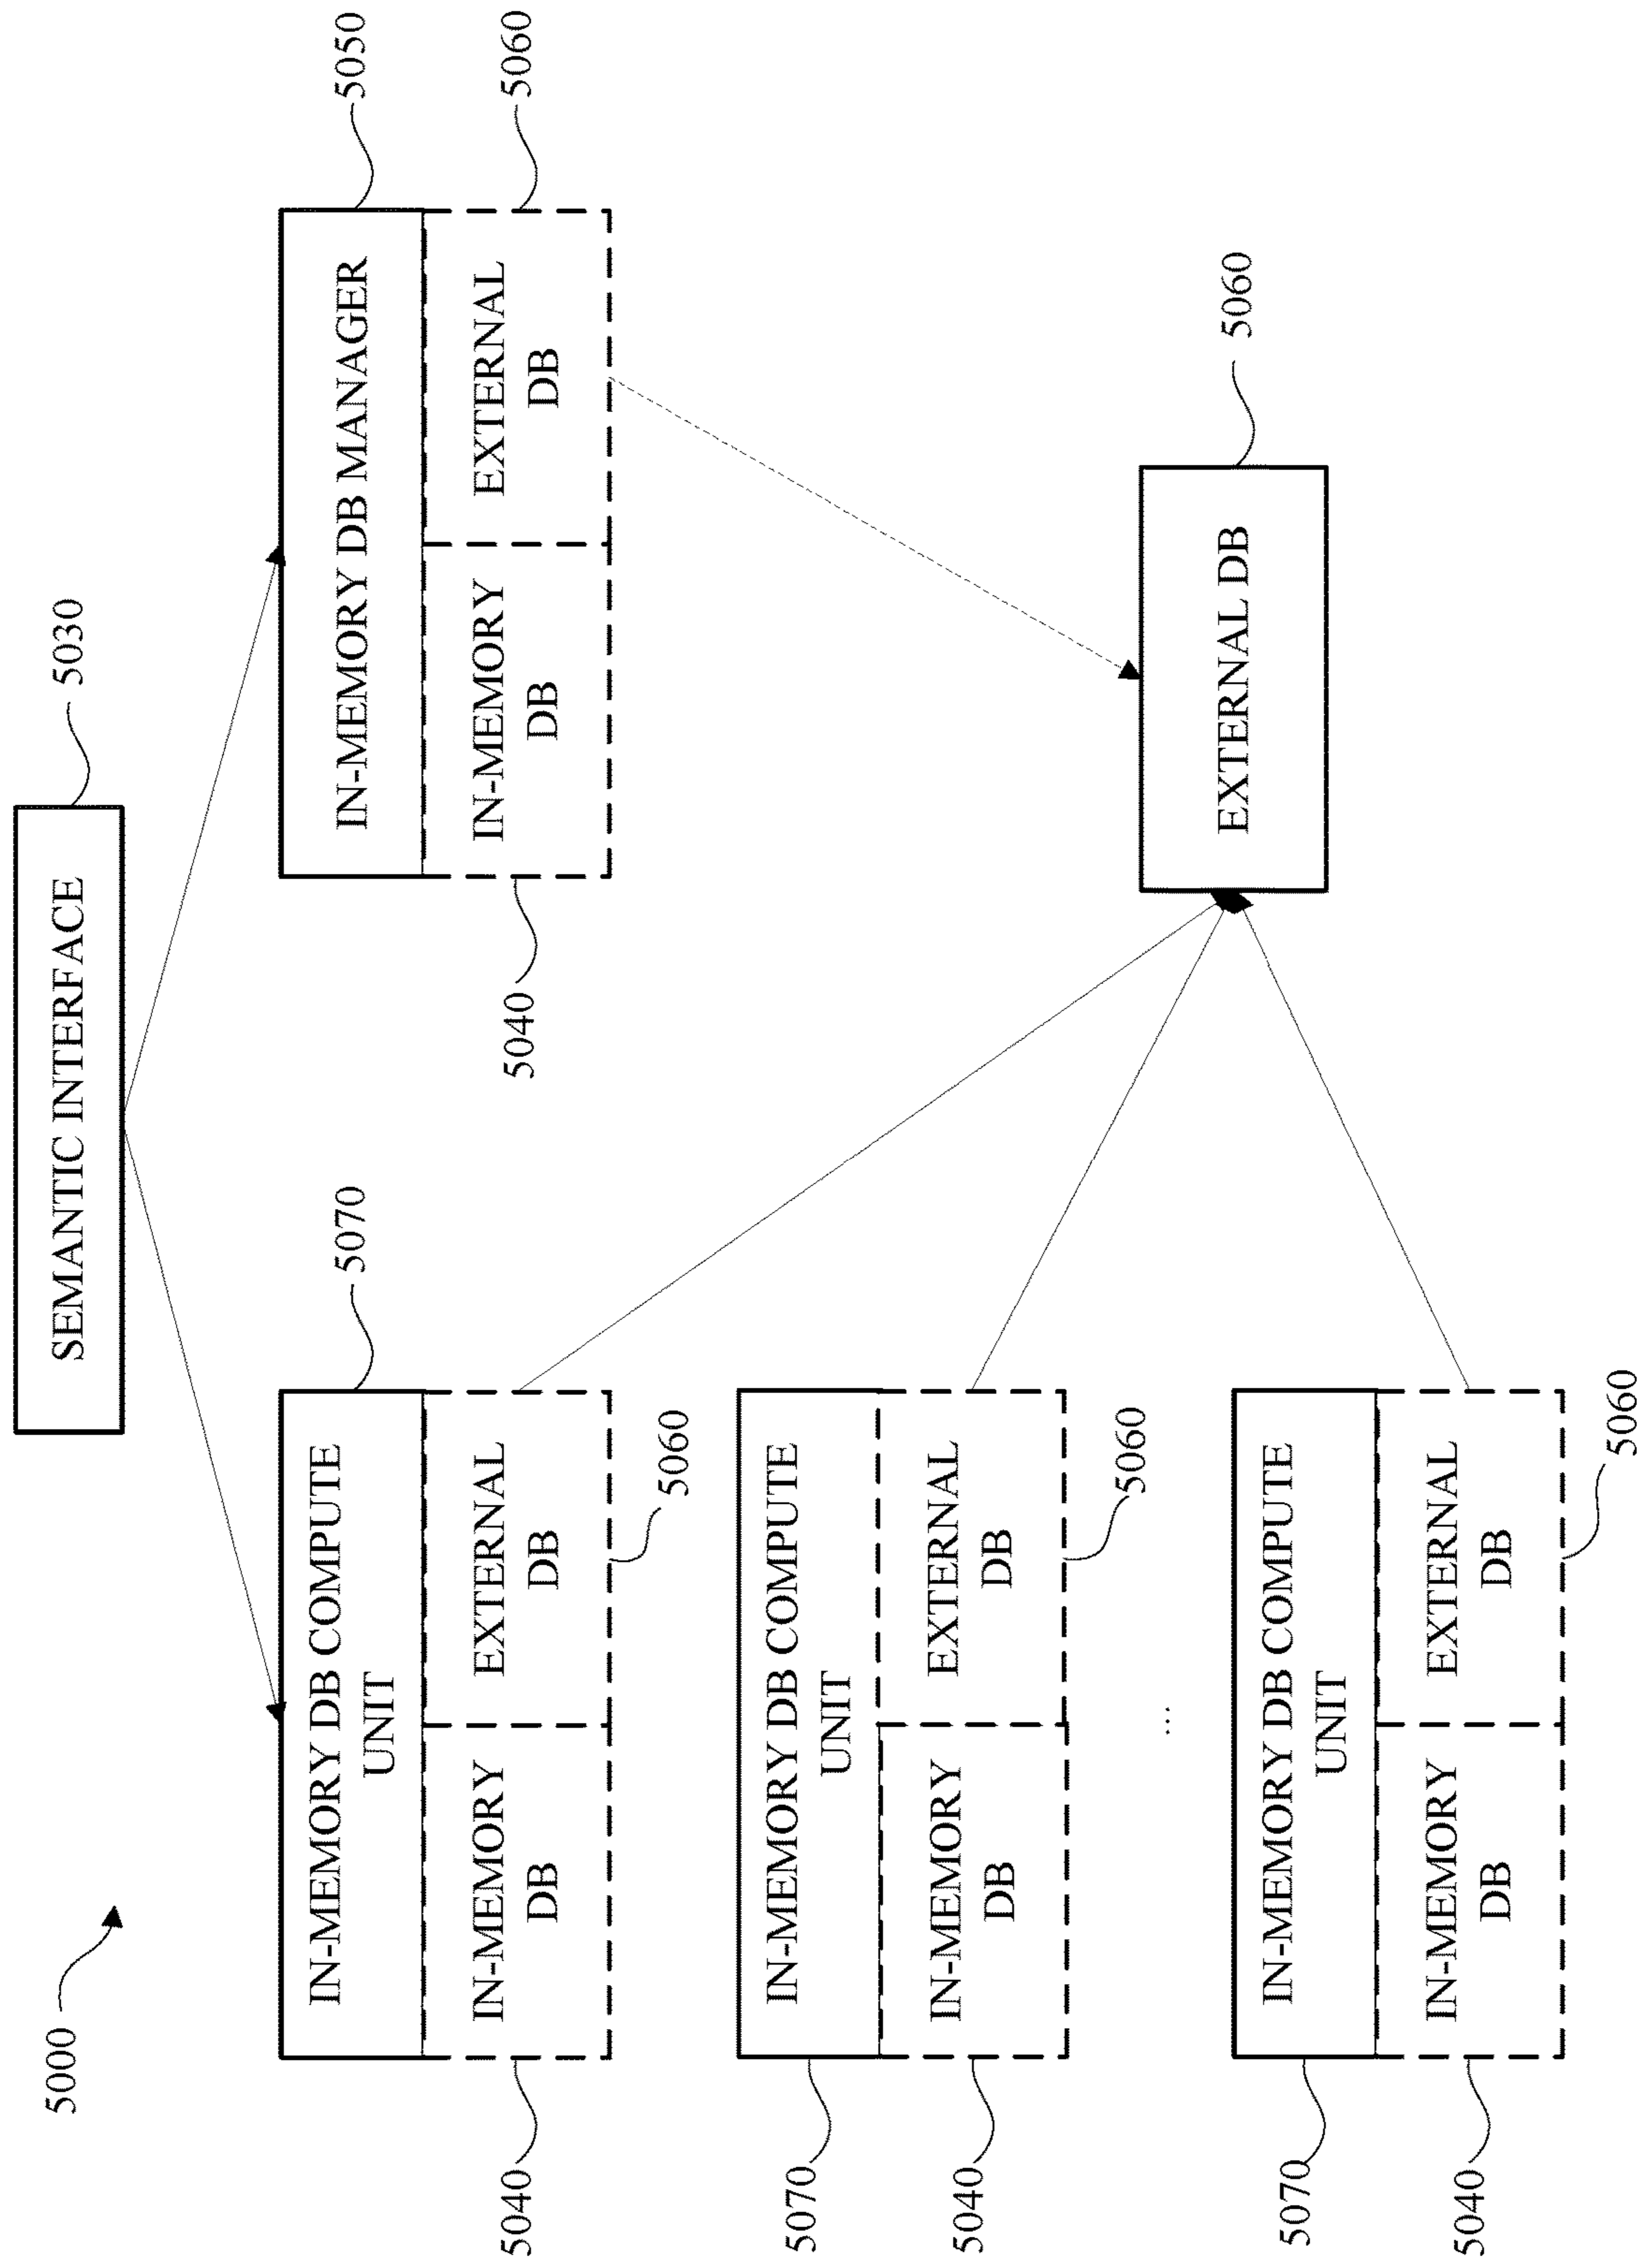 5000
SEMANTIC INTERFACE
5030
IN-MEMORY DB COMPUTE
UNIT
5070
IN-MEMORY
DB
EXTERNAL
DB
5040
5060
IN-MEMORY DB MANAGER
5050
IN-MEMORY
DB
EXTERNAL
DB
5040
5060
IN-MEMORY DB COMPUTE
UNIT
5070
IN-MEMORY
DB
EXTERNAL
DB
5040
5060
...
IN-MEMORY DB COMPUTE
UNIT
5070
IN-MEMORY
DB
EXTERNAL
DB
5040
5060
EXTERNAL DB
5060